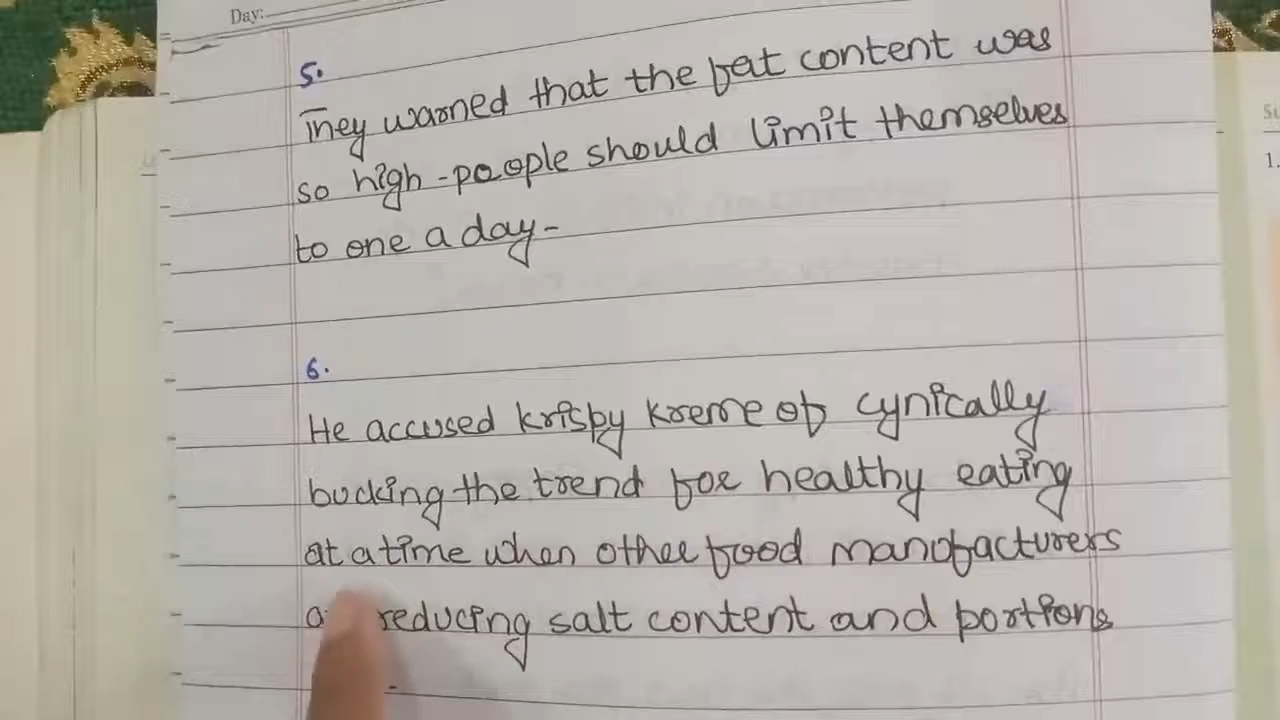 Day:
5.
They warned that the fat content was
so high - people should limit themselves
to one a day -
6.
He accused krispy kreme of cynically
bucking the trend for healthy eating
at a time when other food manufacturers
reducing salt content and portions
1.